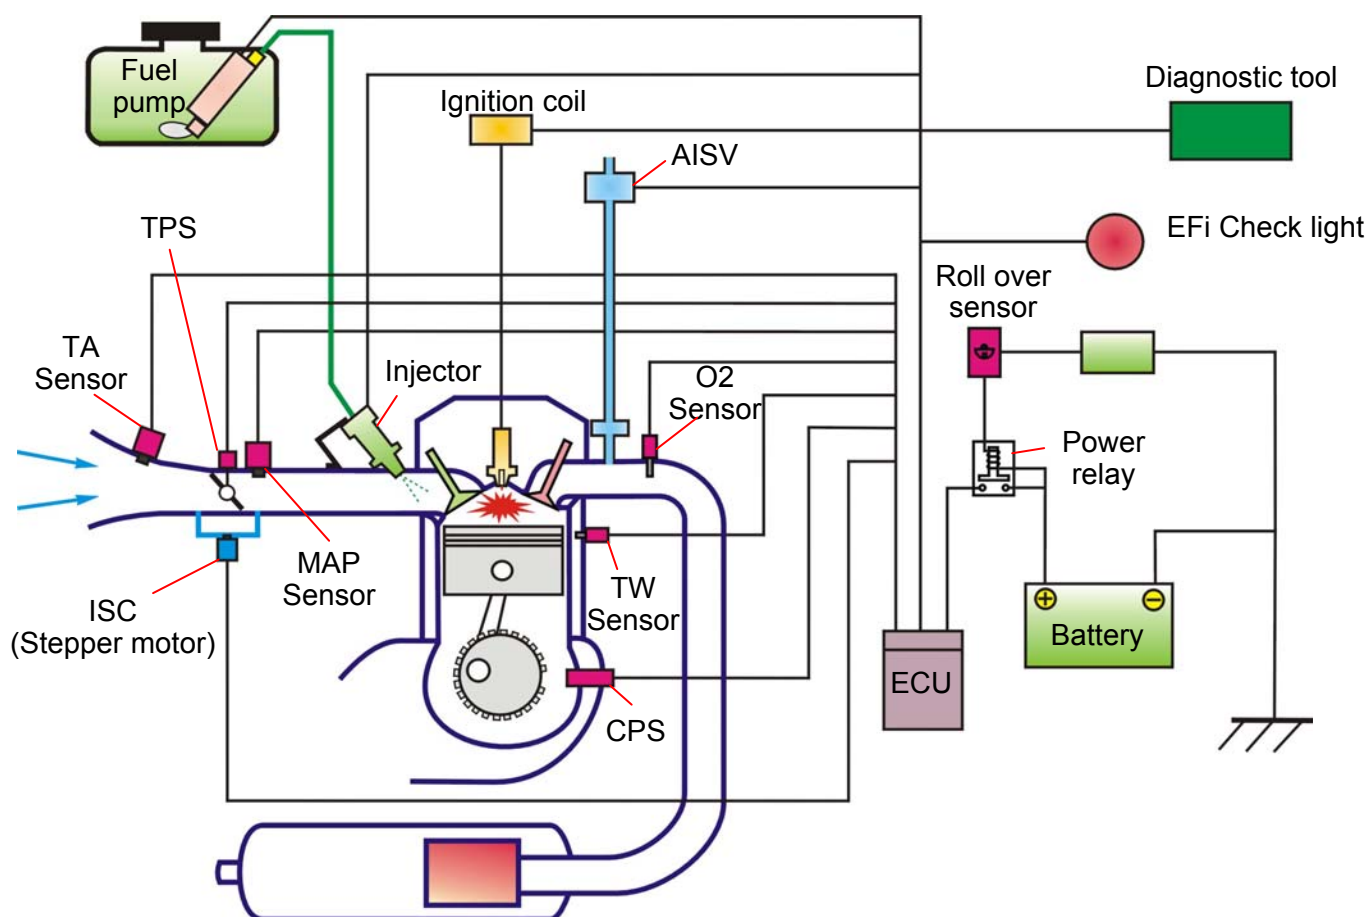 Fuel
pump
Ignition coil
Diagnostic tool
AISV
TPS
EFi Check light
Roll over
sensor
TA
Sensor
Injector
O2
Sensor
Power
relay
MAP
Sensor
TW
Sensor
ISC
(Stepper motor)
+
−
Battery
ECU
CPS